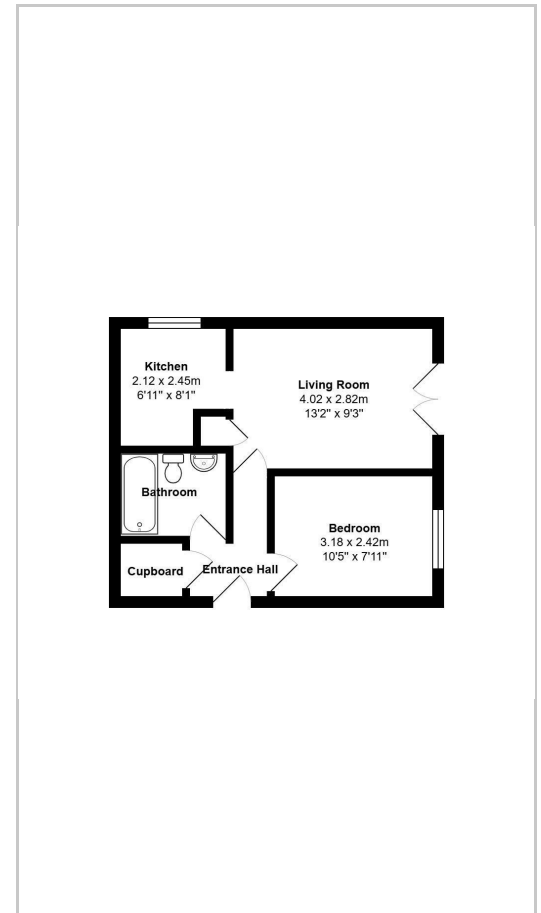 Kitchen
2.12 x 2.45m
6'11" x 8'1"
Living Room
4.02 x 2.82m
13'2" x 9'3"
Bathroom
Bedroom
3.18 x 2.42m
10'5" x 7'11"
Cupboard
Entrance Hall